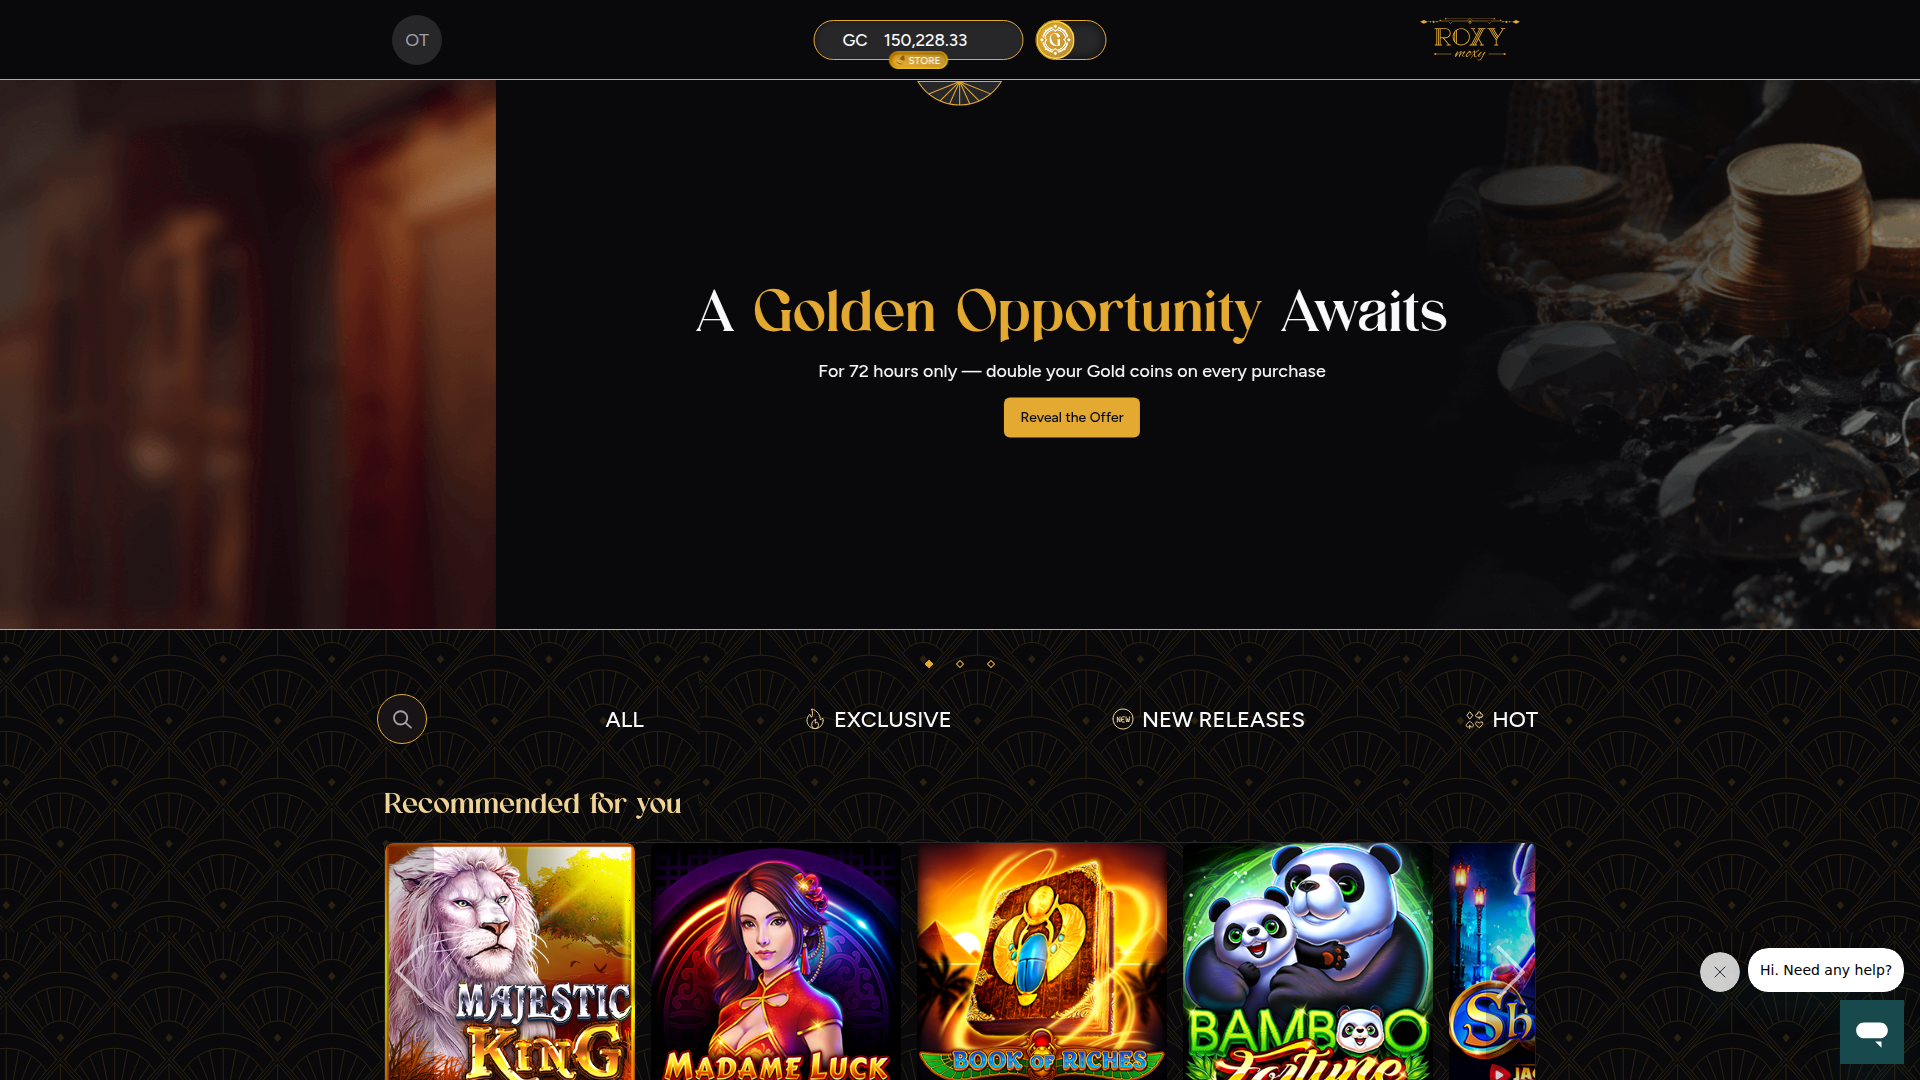 OT
GC 150,228.33
STORE
G
ROXY
moxy
A Golden Opportunity Awaits
For 72 hours only — double your Gold coins on every purchase
Reveal the Offer
ALL
EXCLUSIVE
NEW
NEW RELEASES
HOT
Recommended for you
MAJESTIC
KING
MADAME LUCK
BOOK OF RICHES
BAMBOO
Fortune
Sh
JA
Hi. Need any help?